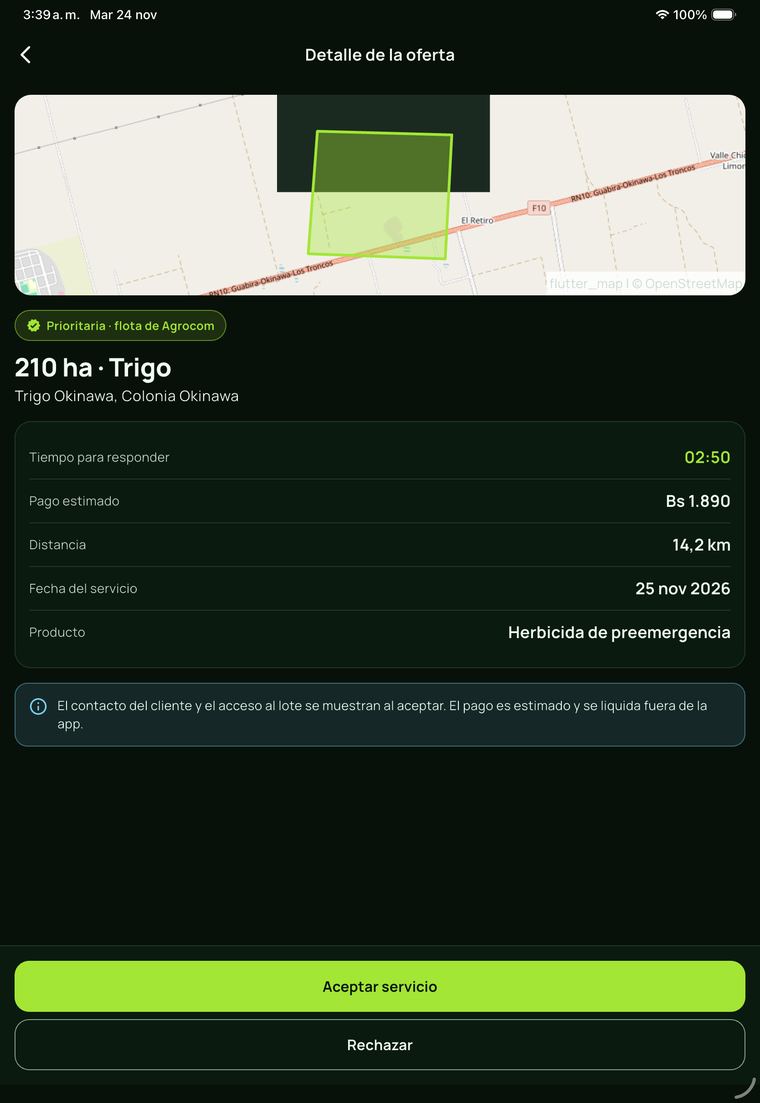 3:39 a. m.   Mar 24 nov
100%
Detalle de la oferta
Valle Chi
Limon
RN10: Guabira-Okinawa-Los Troncos
F10
El Retiro
RN10: Guabira-Okinawa-Los Troncos
flutter_map | © OpenStreetMap
Prioritaria · flota de Agrocom
210 ha · Trigo
Trigo Okinawa, Colonia Okinawa
Tiempo para responder
02:50
Pago estimado
Bs 1.890
Distancia
14,2 km
Fecha del servicio
25 nov 2026
Producto
Herbicida de preemergencia
El contacto del cliente y el acceso al lote se muestran al aceptar. El pago es estimado y se liquida fuera de la
app.
Aceptar servicio
Rechazar